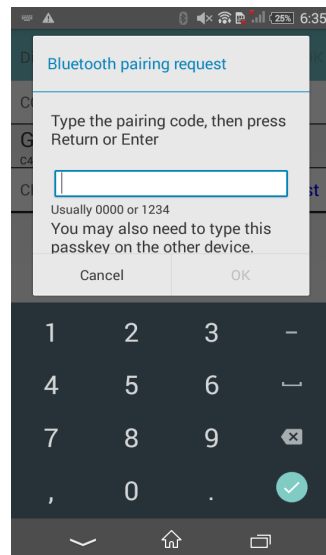 25% 6:35
Bluetooth pairing request
Type the pairing code, then press
Return or Enter
Usually 0000 or 1234
You may also need to type this
passkey on the other device.
Cancel OK
1 2 3 –
4 5 6
7 8 9
, 0 .